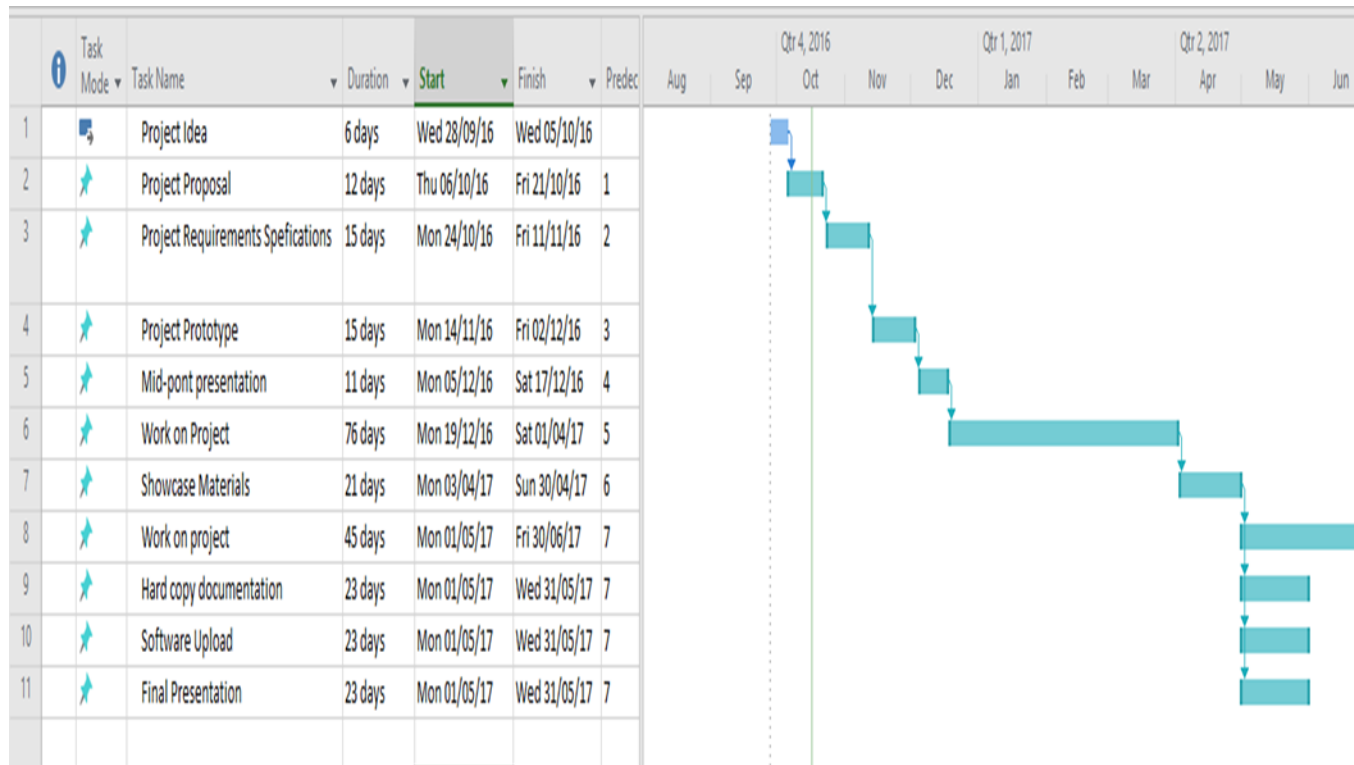 Qtr 4, 2016 Qtr 1, 2017 Qtr 2, 2017
Task
Mode Task Name Duration Start Finish Predec Aug Sep Oct Nov Dec Jan Feb Mar Apr May Jun
1 Project Idea 6 days Wed 28/09/16 Wed 05/10/16
2 Project Proposal 12 days Thu 06/10/16 Fri 21/10/16 1
3 Project Requirements Spefications 15 days Mon 24/10/16 Fri 11/11/16 2
4 Project Prototype 15 days Mon 14/11/16 Fri 02/12/16 3
5 Mid-pont presentation 11 days Mon 05/12/16 Sat 17/12/16 4
6 Work on Project 76 days Mon 19/12/16 Sat 01/04/17 5
7 Showcase Materials 21 days Mon 03/04/17 Sun 30/04/17 6
8 Work on project 45 days Mon 01/05/17 Fri 30/06/17 7
9 Hard copy documentation 23 days Mon 01/05/17 Wed 31/05/17 7
10 Software Upload 23 days Mon 01/05/17 Wed 31/05/17 7
11 Final Presentation 23 days Mon 01/05/17 Wed 31/05/17 7